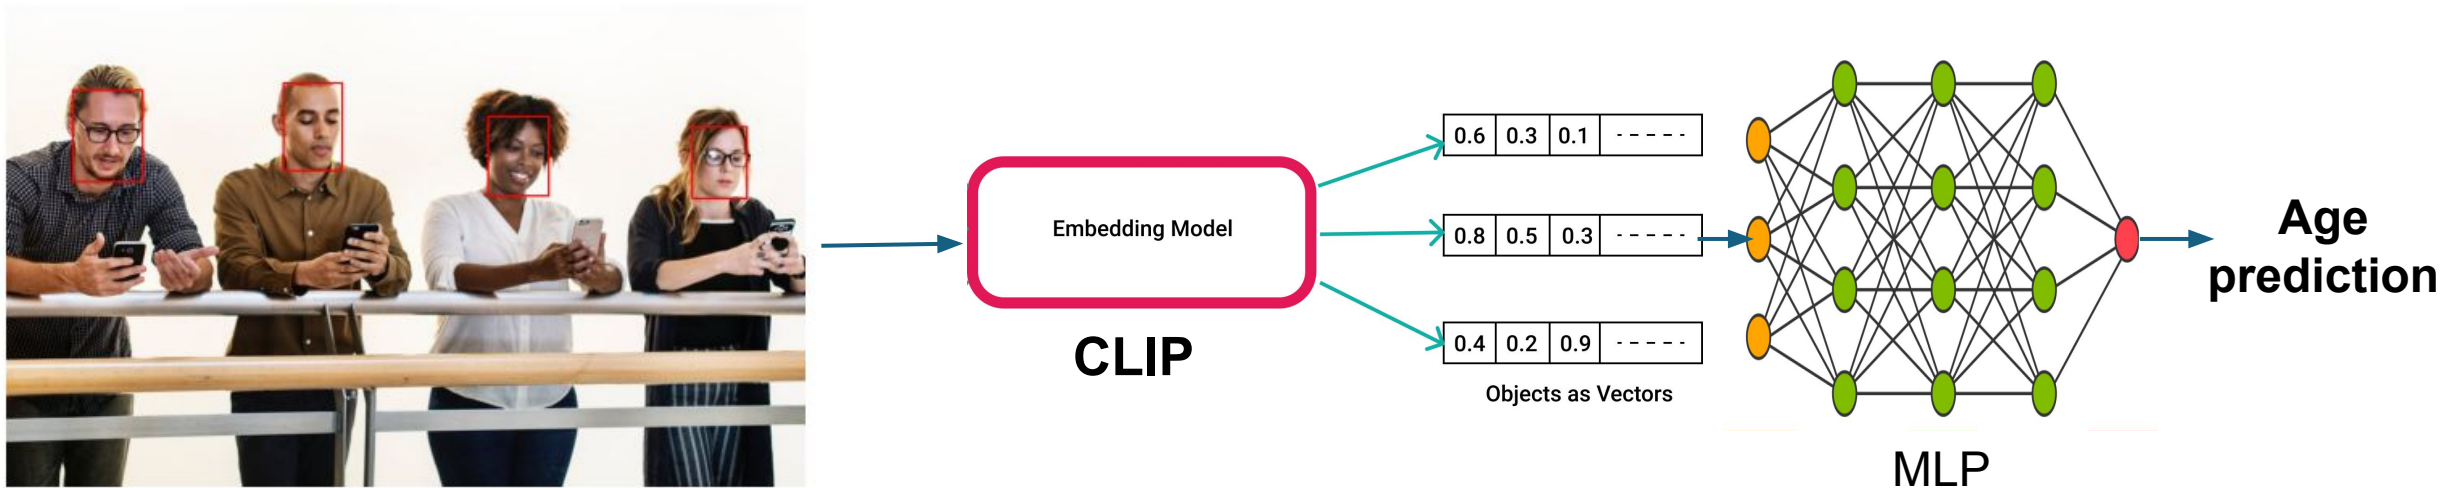 Embedding Model
CLIP
0.6 0.3 0.1 - - - - -
0.8 0.5 0.3 - - - - -
0.4 0.2 0.9 - - - - -
Objects as Vectors
MLP
Age
prediction